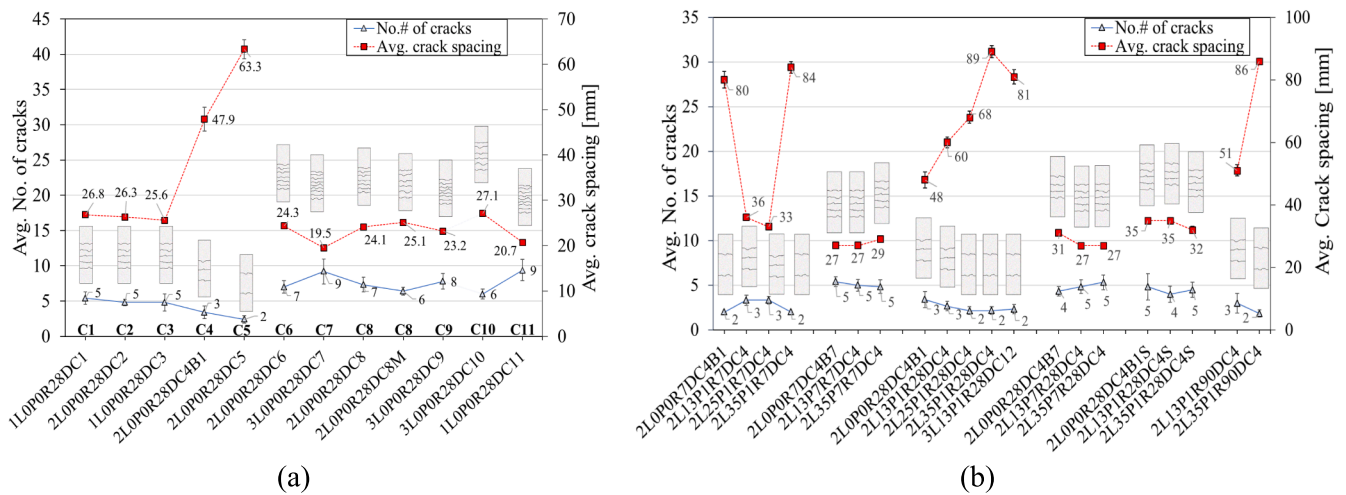 45
40
35
30
25
20
15
10
5
0
Avg. No. of cracks
No.# of cracks
Avg. crack spacing
70
60
50
40
30
20
10
0
Avg. crack spacing [mm]
26.8
26.3
25.6
47.9
63.3
24.3
19.5
24.1
25.1
23.2
27.1
20.7
5
5
5
3
2
7
9
7
6
8
6
9
C1 C2 C3 C4 C5 C6 C7 C8 C8 C9 C10 C11
1L0P0R28DC1
1L0P0R28DC2
1L0P0R28DC3
2L0P0R28DC4B1
2L0P0R28DC5
2L0P0R28DC6
3L0P0R28DC7
2L0P0R28DC8
2L0P0R28DC8M
3L0P0R28DC9
3L0P0R28DC10
1L0P0R28DC11
(a)
35
30
25
20
15
10
5
0
Avg. No. of cracks
No.# of cracks
Avg. crack spacing
100
80
60
40
20
0
Avg. Crack spacing [mm]
80
36
33
84
27
27
29
48
60
68
89
81
31
27
27
35
35
32
51
86
2
3
3
2
5
5
5
3
3
2
2
2
4
5
5
5
4
5
3
2
2L0P0R7DC4B1
2L13P1R7DC4
2L25P1R7DC4
2L35P1R7DC4
2L0P0R7DC4B7
2L13P7R7DC4
2L35P7R7DC4
2L0P0R28DC4B1
2L13P1R28DC4
2L25P1R28DC4
2L35P1R28DC4
3L13P1R28DC12
2L0P0R28DC4B7
2L13P7R28DC4
2L35P7R28DC4
2L0P0R28DC4B1S
2L13P1R28DC4S
2L35P1R28DC4S
2L13P1R90DC4
2L35P1R90DC4
(b)